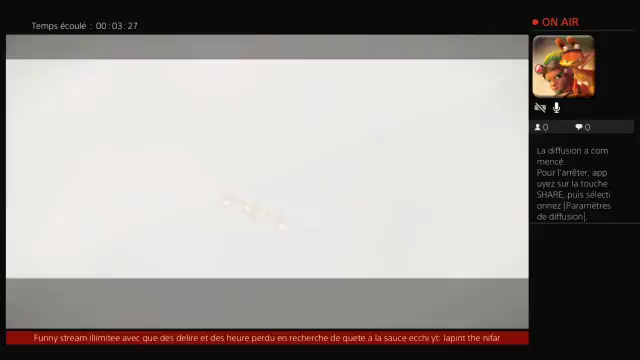 Temps écoulé : 00:03:27
ON AIR
0 0
La diffusion a com
mencé.
Pour l'arrêter, app
uyez sur la touche
SHARE, puis sélecti
onnez [Paramètres
de diffusion].
Funny stream illimitee avec que des delire et des heure perdu en recherche de quete a la sauce ecchi yt: lapint the nifar